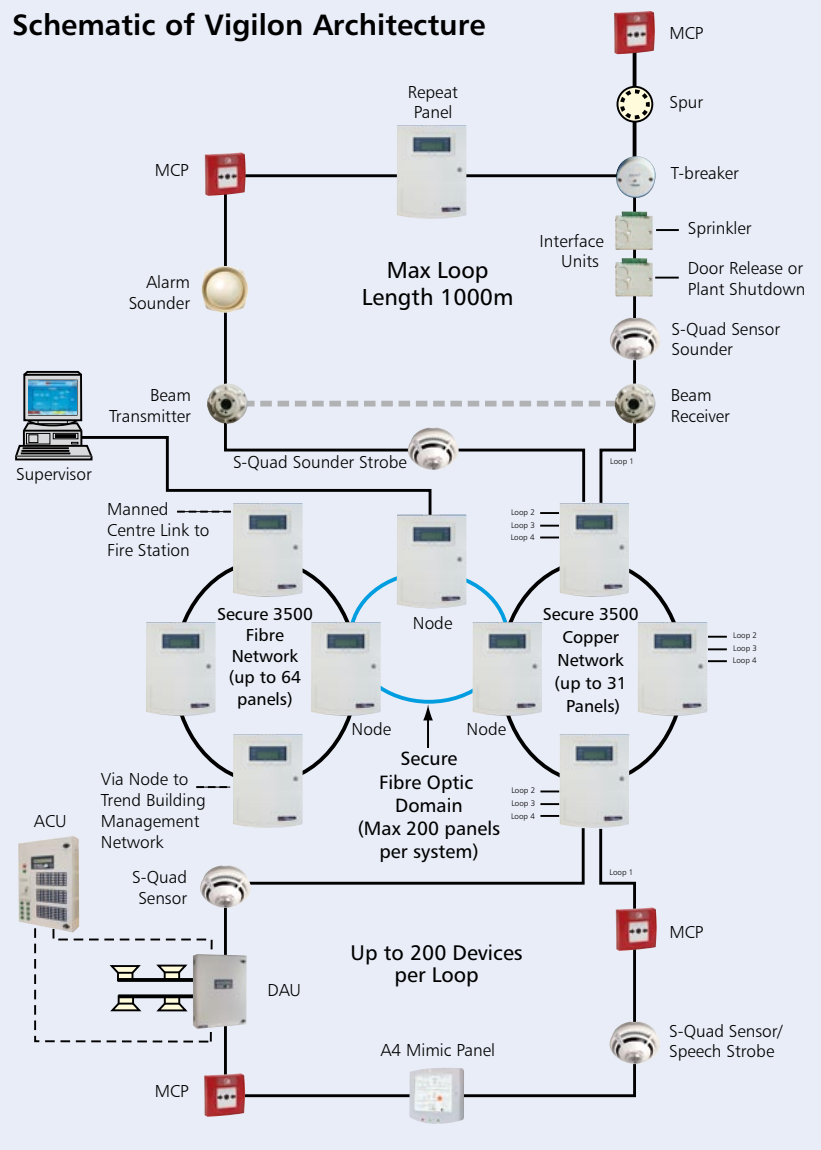 Schematic of Vigilon Architecture
MCP
Spur
T-breaker
Repeat
Panel
MCP
Interface
Units
Sprinkler
Door Release or
Plant Shutdown
Max Loop
Length 1000m
Alarm
Sounder
S-Quad Sensor
Sounder
Beam
Transmitter
Beam
Receiver
Supervisor
S-Quad Sounder Strobe
Loop 1
Manned
Centre Link to
Fire Station
Loop 2
Loop 3
Loop 4
Secure 3500
Fibre
Network
(up to 64
panels)
Node
Secure 3500
Copper
Network
(up to 31
Panels)
Loop 2
Loop 3
Loop 4
Node
Node
Secure
Fibre Optic
Domain
(Max 200 panels
per system)
Via Node to
Trend Building
Management
Network
Loop 2
Loop 3
Loop 4
ACU
S-Quad
Sensor
Loop 1
MCP
Up to 200 Devices
per Loop
DAU
S-Quad Sensor/
Speech Strobe
A4 Mimic Panel
MCP